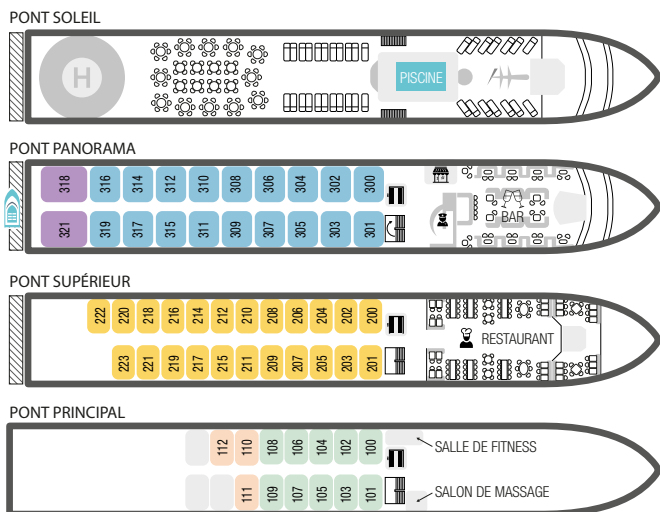 PONT SOLEIL
H
PISCINE
PONT PANORAMA
318 316 314 312 310 308 306 304 302 300
BAR
321 319 317 315 311 309 307 305 303 301
PONT SUPÉRIEUR
222 220 218 216 214 212 210 208 206 204 202 200
RESTAURANT
223 221 219 217 215 211 209 207 205 203 201
PONT PRINCIPAL
112 110 108 106 104 102 100
SALLE DE FITNESS
111 109 107 105 103 101
SALON DE MASSAGE